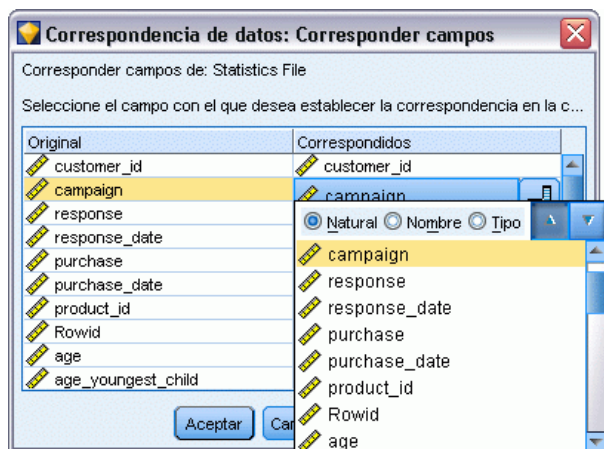 Correspondencia de datos: Corresponder campos
Corresponder campos de: Statistics File
Seleccione el campo con el que desea establecer la correspondencia en la c...
Original Correspondidos
customer_id customer_id
campaign campaign
response
response_date
purchase
purchase_date
product_id
Rowid
age
age_youngest_child
Natural Nombre Tipo
campaign
response
response_date
purchase
purchase_date
product_id
Rowid
age
Aceptar Can